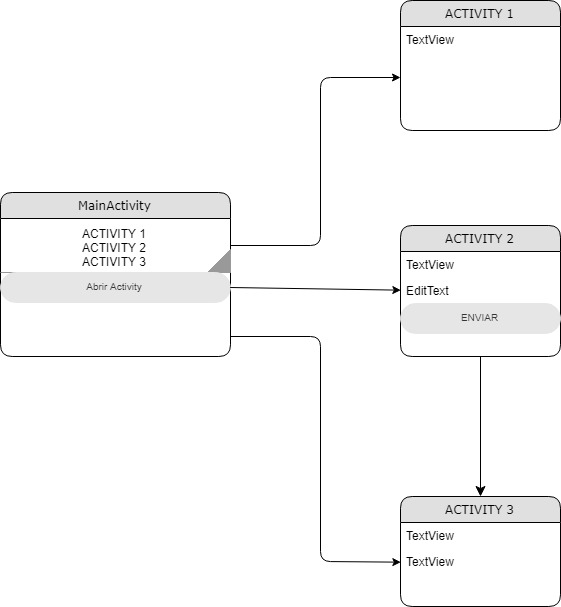 ACTIVITY 1
TextView
MainActivity
ACTIVITY 1
ACTIVITY 2
ACTIVITY 3
Abrir Activity
ACTIVITY 2
TextView
EditText
ENVIAR
ACTIVITY 3
TextView
TextView